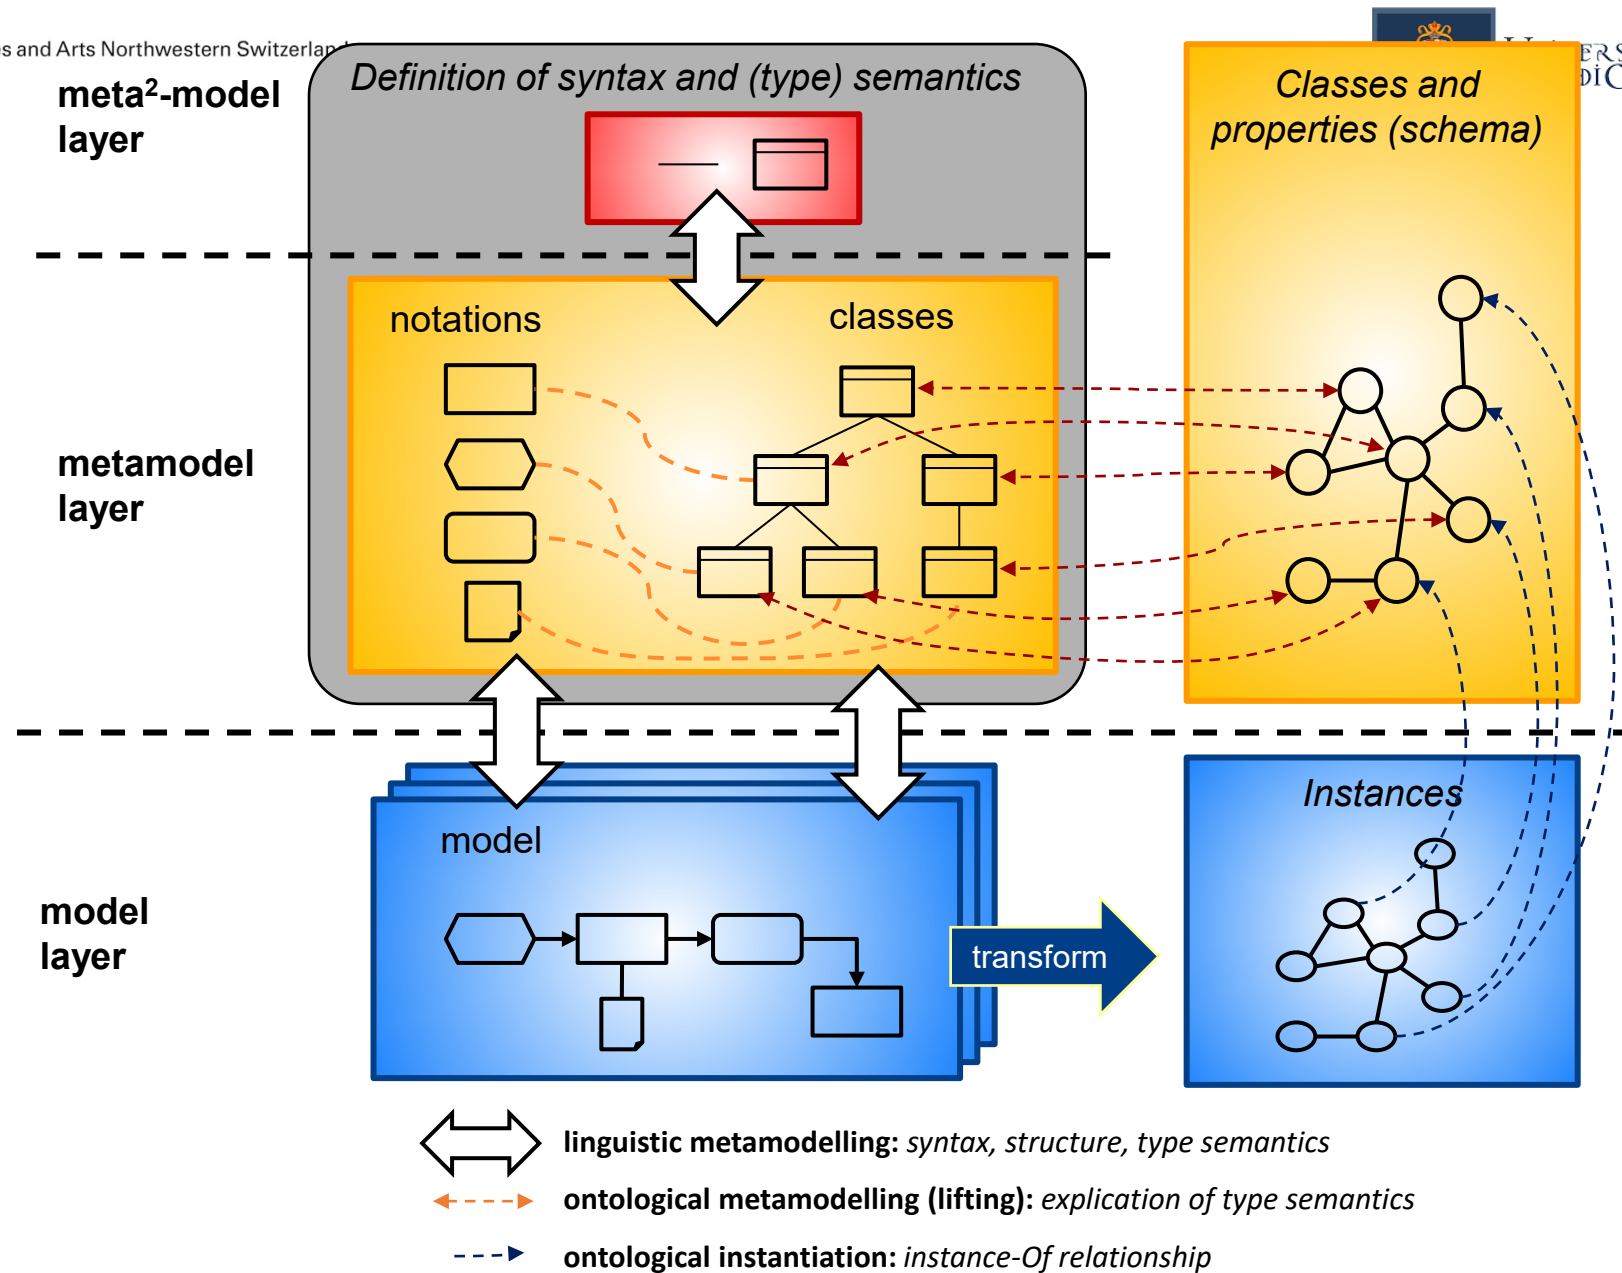 es and Arts Northwestern Switzerland
meta²-model
layer
Definition of syntax and (type) semantics
Classes and
properties (schema)
notations
classes
metamodel
layer
Instances
model
model
layer
transform
linguistic metamodelling: syntax, structure, type semantics
ontological metamodelling (lifting): explication of type semantics
ontological instantiation: instance-Of relationship